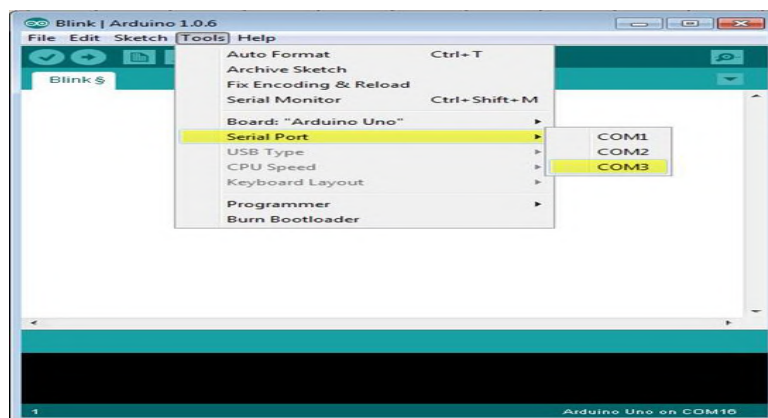 Blink | Arduino 1.0.6
File Edit Sketch Tools Help
Blink §
Auto Format Ctrl+T
Archive Sketch
Fix Encoding & Reload
Serial Monitor Ctrl+Shift+M
Board: "Arduino Uno"
Serial Port
USB Type
CPU Speed
Keyboard Layout
Programmer
Burn Bootloader
COM1
COM2
COM3
1 Arduino Uno on COM16